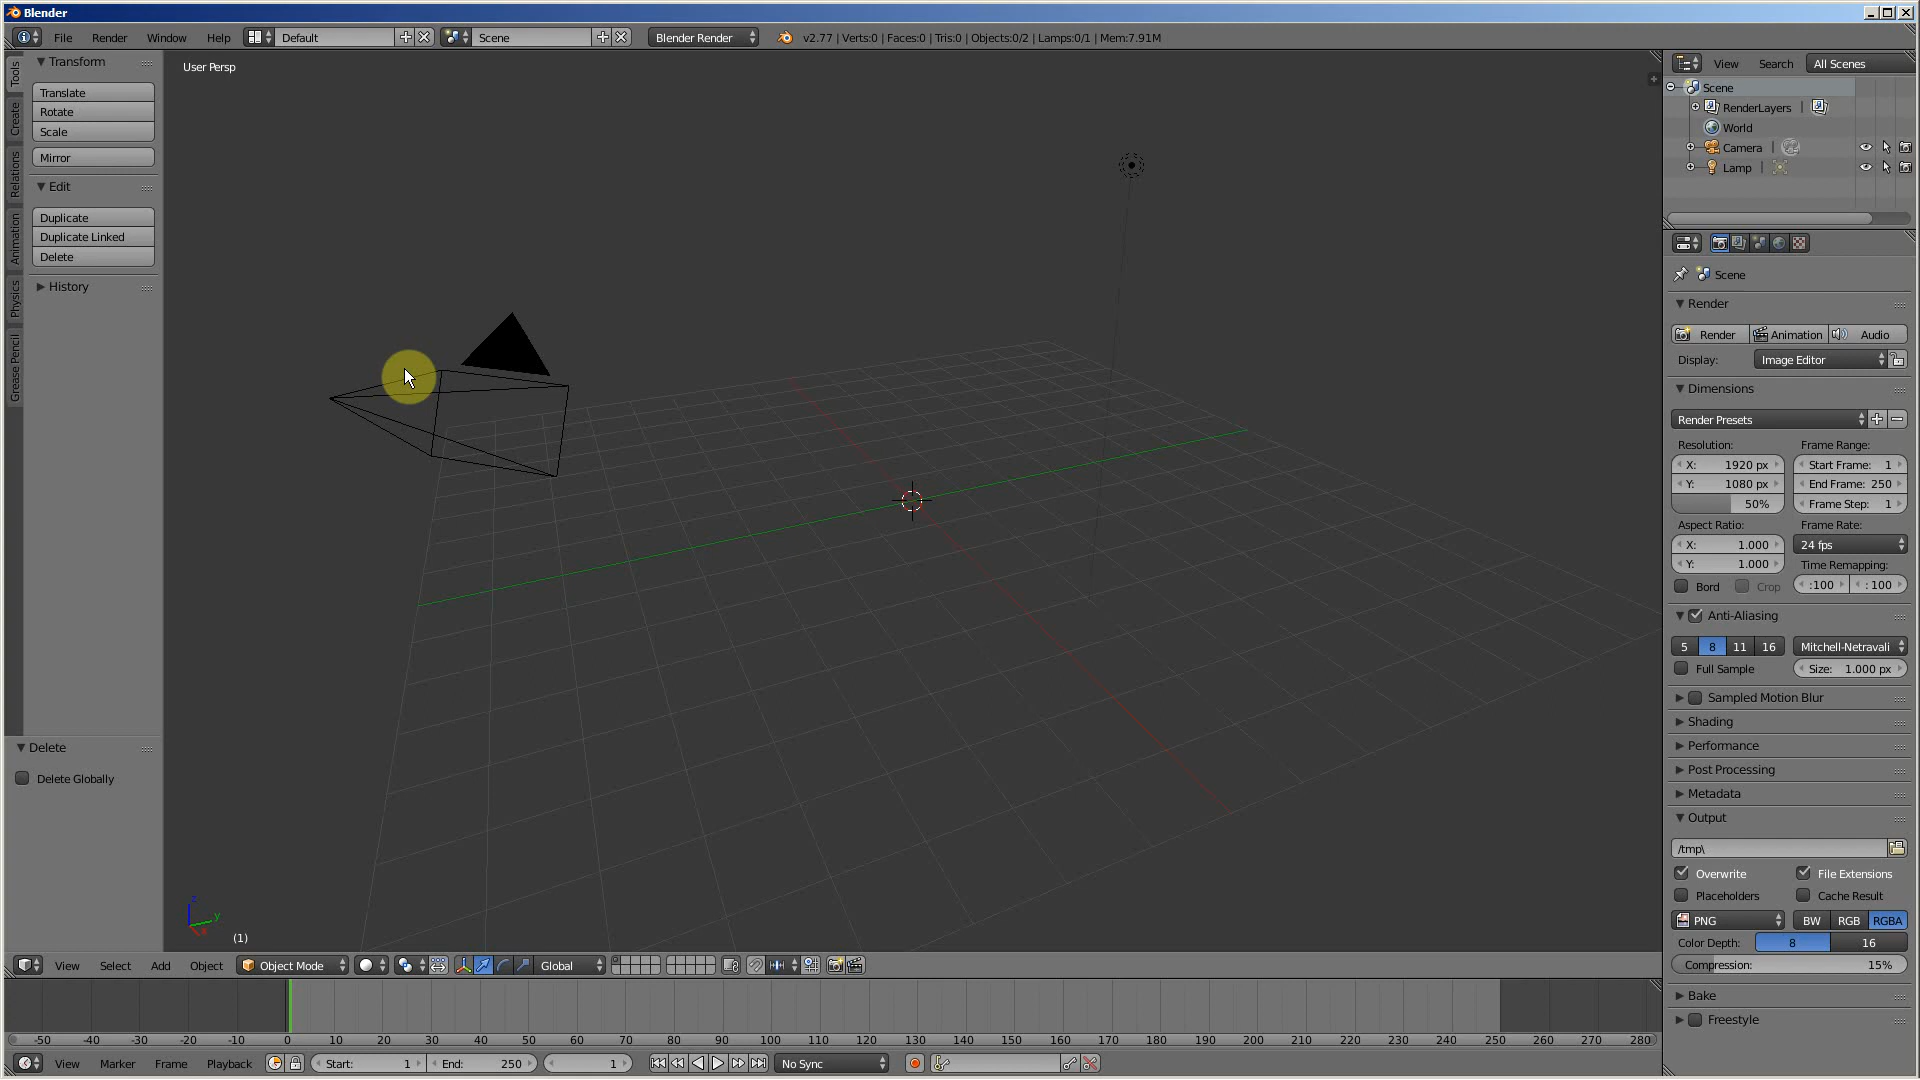 Blender
File Render Window Help Default Scene Blender Render v2.77 | Verts:0 | Faces:0 | Tris:0 | Objects:0/2 | Lamps:0/1 | Mem:7.91M
Tools
Create
Relations
Animation
Physics
Grease Pencil
Transform
Translate
Rotate
Scale
Mirror
Edit
Duplicate
Duplicate Linked
Delete
History
Delete
Delete Globally
User Persp
z
y
x
(1)
View Select Add Object Object Mode Global
-50 -40 -30 -20 -10 0 10 20 30 40 50 60 70 80 90 100 110 120 130 140 150 160 170 180 190 200 210 220 230 240 250 260 270 280
View Marker Frame Playback Start: 1 End: 250 1 No Sync
View Search All Scenes
Scene
RenderLayers |
World
Camera |
Lamp |
Scene
Render
Render Animation Audio
Display: Image Editor
Dimensions
Render Presets
Resolution: Frame Range:
X: 1920 px Start Frame: 1
Y: 1080 px End Frame: 250
50% Frame Step: 1
Aspect Ratio: Frame Rate:
X: 1.000 24 fps
Y: 1.000 Time Remapping:
Bord Crop :100 : 100
Anti-Aliasing
5 8 11 16 Mitchell-Netravali
Full Sample Size: 1.000 px
Sampled Motion Blur
Shading
Performance
Post Processing
Metadata
Output
/tmp\
Overwrite File Extensions
Placeholders Cache Result
PNG BW RGB RGBA
Color Depth: 8 16
Compression: 15%
Bake
Freestyle